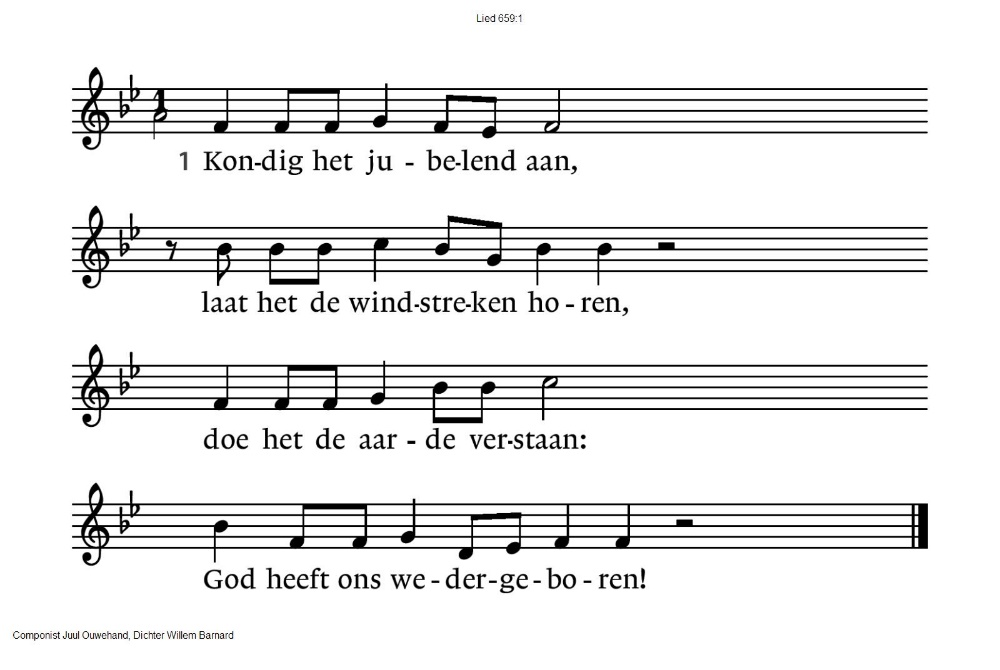 Lied 659:1
1
1 Kon-dig het ju - be-lend aan,
laat het de wind-stre-ken ho - ren,
doe het de aar - de ver-staan:
God heeft ons we - der-ge - bo - ren!
Componist Juul Ouwehand, Dichter Willem Barnard